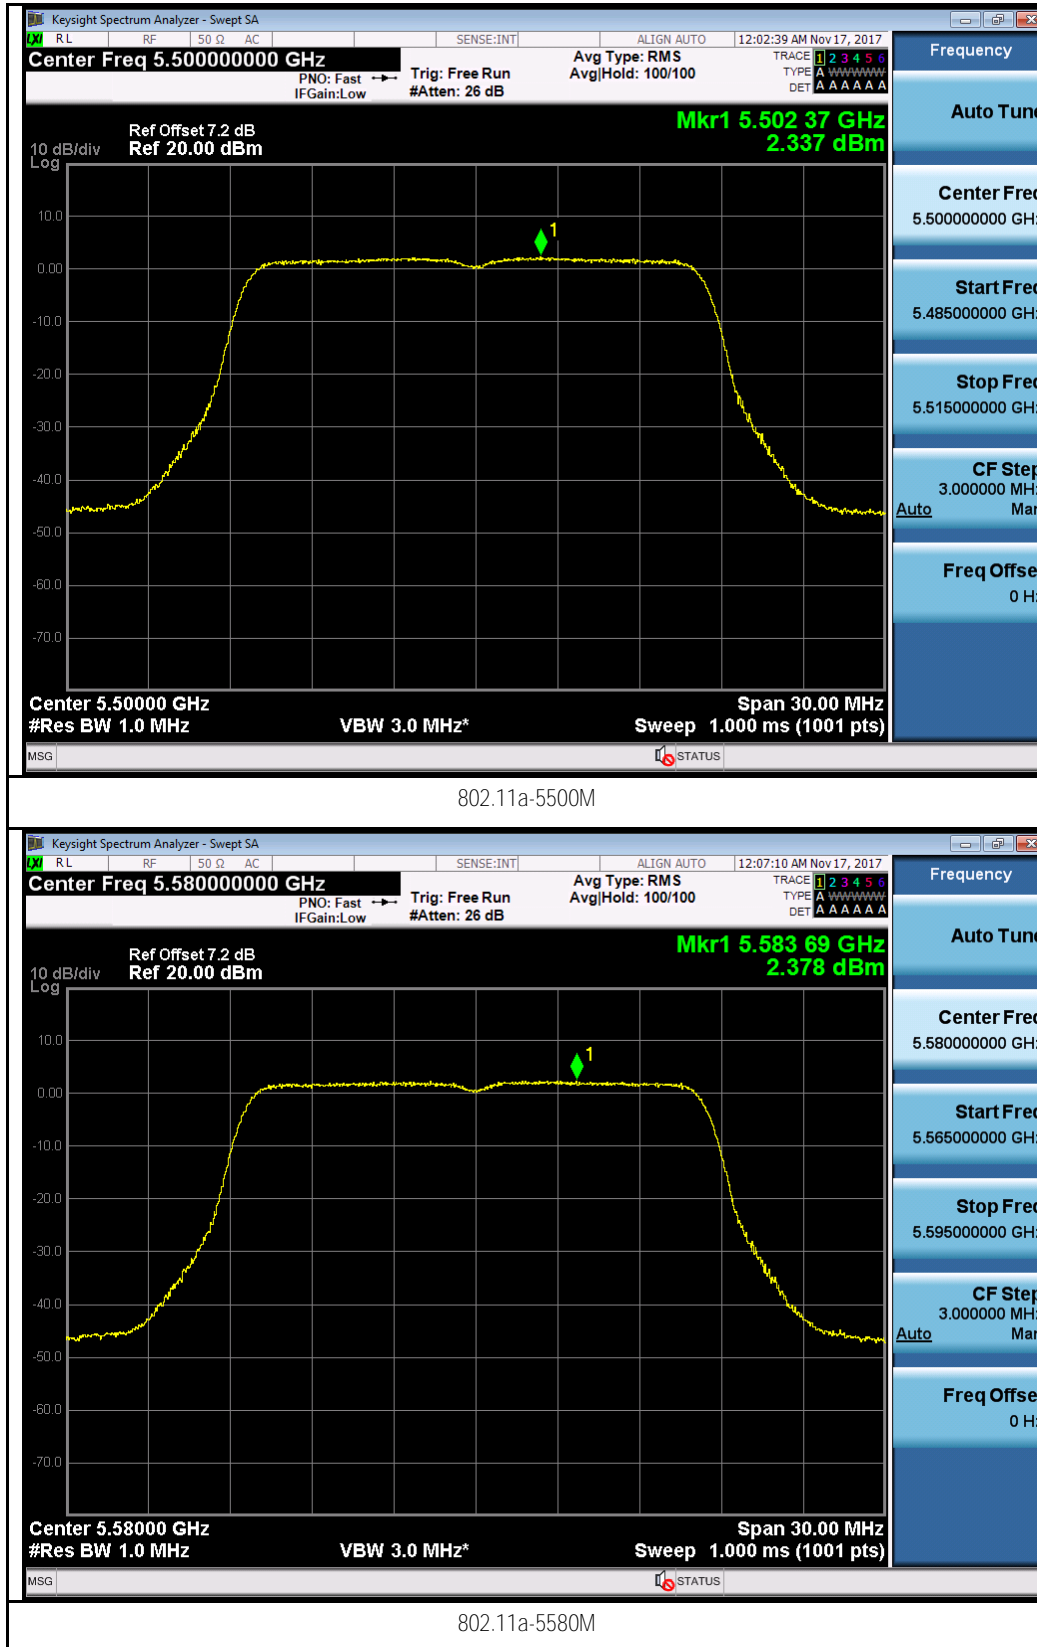 Keysight Spectrum Analyzer - Swept SA
LXI RL RF 50 Ω AC SENSE:INT ALIGN AUTO 12:02:39 AM Nov 17, 2017
Center Freq 5.500000000 GHz
PNO: Fast
IFGain:Low
Trig: Free Run
#Atten: 26 dB
Avg Type: RMS
Avg|Hold: 100/100
TRACE 1 2 3 4 5 6
TYPE A WWWWW
DET A A A A A A
Mkr1 5.502 37 GHz
2.337 dBm
Ref Offset 7.2 dB
10 dB/div Ref 20.00 dBm
Log
1
10.0
0.00
-10.0
-20.0
-30.0
-40.0
-50.0
-60.0
-70.0
Center 5.50000 GHz Span 30.00 MHz
#Res BW 1.0 MHz VBW 3.0 MHz* Sweep 1.000 ms (1001 pts)
MSG STATUS
Frequency
Auto Tun
Center Fre
5.500000000 GH
Start Fre
5.485000000 GH
Stop Fre
5.515000000 GH
CF Ste
3.000000 MH
Auto Ma
Freq Offse
0 H
802.11a-5500M
Keysight Spectrum Analyzer - Swept SA
LXI RL RF 50 Ω AC SENSE:INT ALIGN AUTO 12:07:10 AM Nov 17, 2017
Center Freq 5.580000000 GHz
PNO: Fast
IFGain:Low
Trig: Free Run
#Atten: 26 dB
Avg Type: RMS
Avg|Hold: 100/100
TRACE 1 2 3 4 5 6
TYPE A WWWWW
DET A A A A A A
Mkr1 5.583 69 GHz
2.378 dBm
Ref Offset 7.2 dB
10 dB/div Ref 20.00 dBm
Log
1
10.0
0.00
-10.0
-20.0
-30.0
-40.0
-50.0
-60.0
-70.0
Center 5.58000 GHz Span 30.00 MHz
#Res BW 1.0 MHz VBW 3.0 MHz* Sweep 1.000 ms (1001 pts)
MSG STATUS
Frequency
Auto Tun
Center Fre
5.580000000 GH
Start Fre
5.565000000 GH
Stop Fre
5.595000000 GH
CF Ste
3.000000 MH
Auto Ma
Freq Offse
0 H
802.11a-5580M